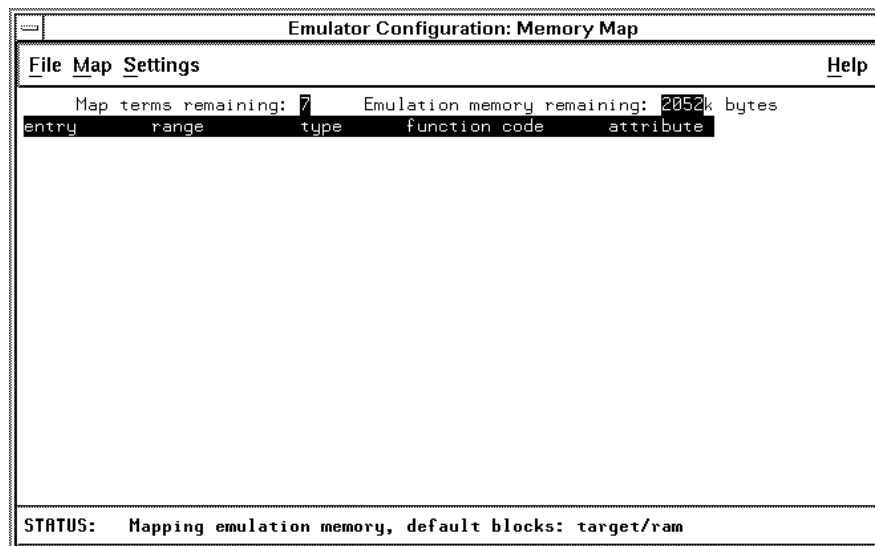 Emulator Configuration: Memory Map
File Map Settings Help
Map terms remaining: 7 Emulation memory remaining: 2052k bytes
entry range type function code attribute
STATUS: Mapping emulation memory, default blocks: target/ram